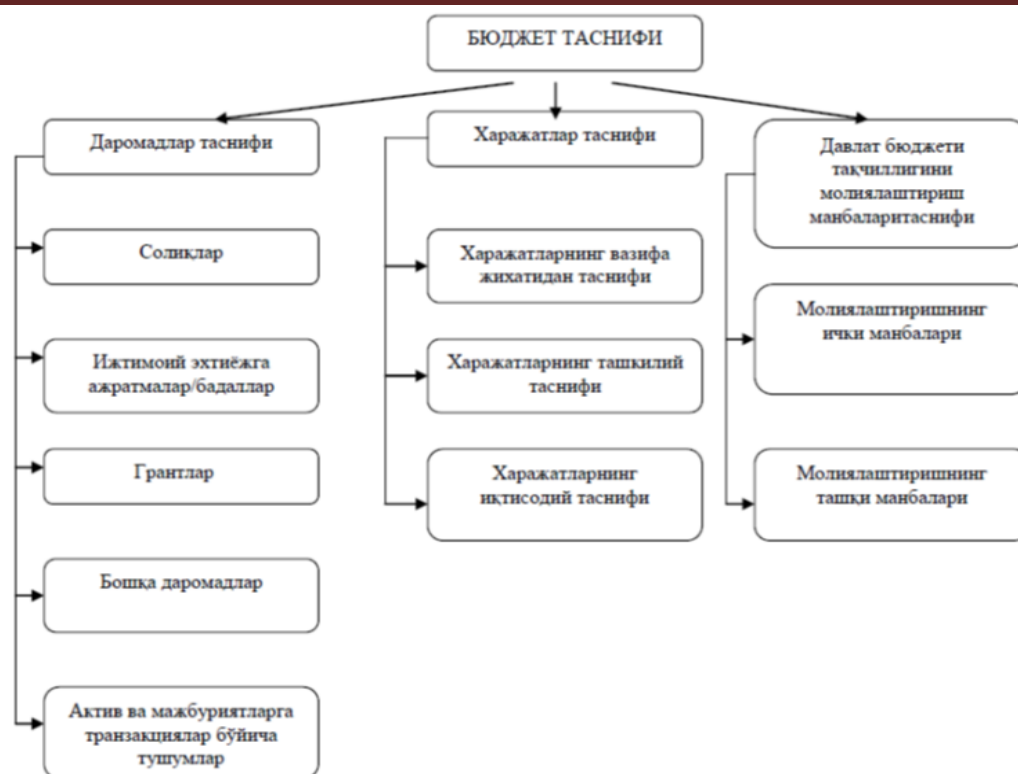 БЮДЖЕТ ТАСНИФИ
Даромадлар таснифи
Солиқлар
Ижтимоий эҳтиёжга
ажратмалар/бадаллар
Грантлар
Бошқа даромадлар
Актив ва мажбуриятларга
транзакциялар бўйича
тушумлар
Харажатлар таснифи
Харажатларнинг вазифа
жихатидан таснифи
Харажатларнинг ташкилий
таснифи
Харажатларнинг
иқтисодий таснифи
Давлат бюджети
тақчиллигини
молиялаштириш
манбаларитаснифи
Молиялаштиришнинг
ички манбалари
Молиялаштиришнинг
ташқи манбалари